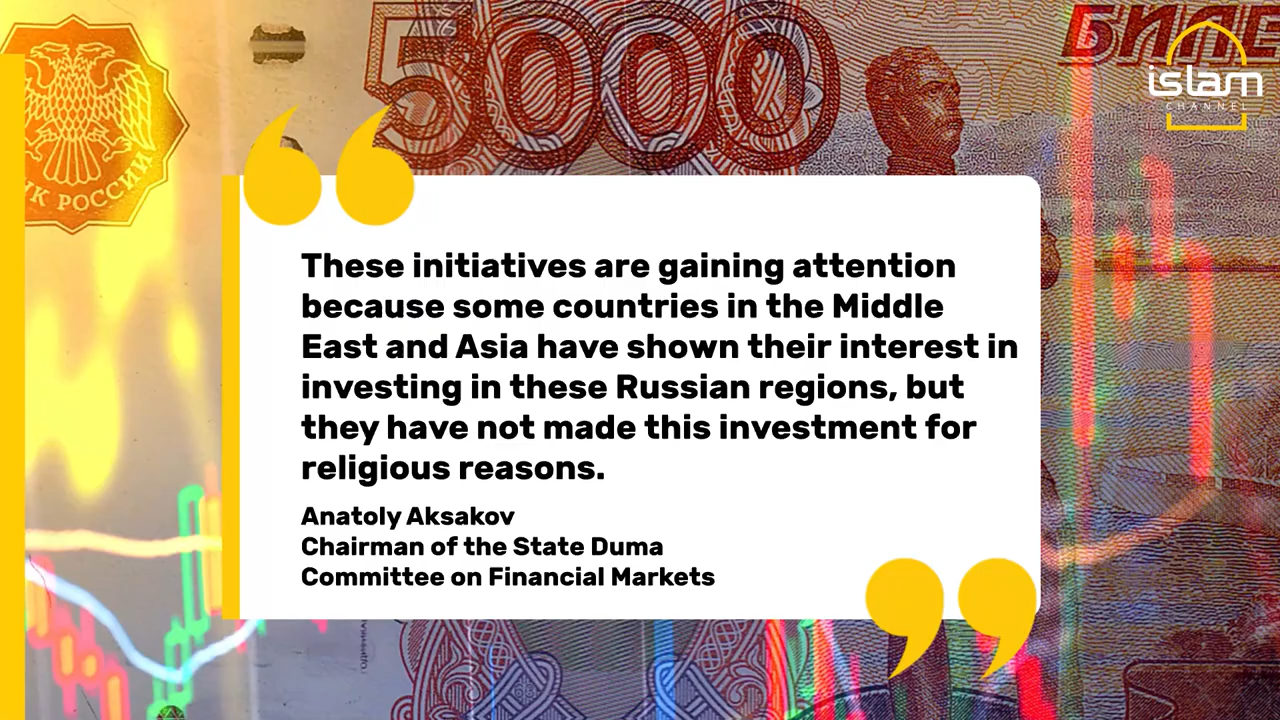 5000
БИЛЕ
islam
CHANNEL
НК РОССИИ
These initiatives are gaining attention
because some countries in the Middle
East and Asia have shown their interest in
investing in these Russian regions, but
they have not made this investment for
religious reasons.
Anatoly Aksakov
Chairman of the State Duma
Committee on Financial Markets